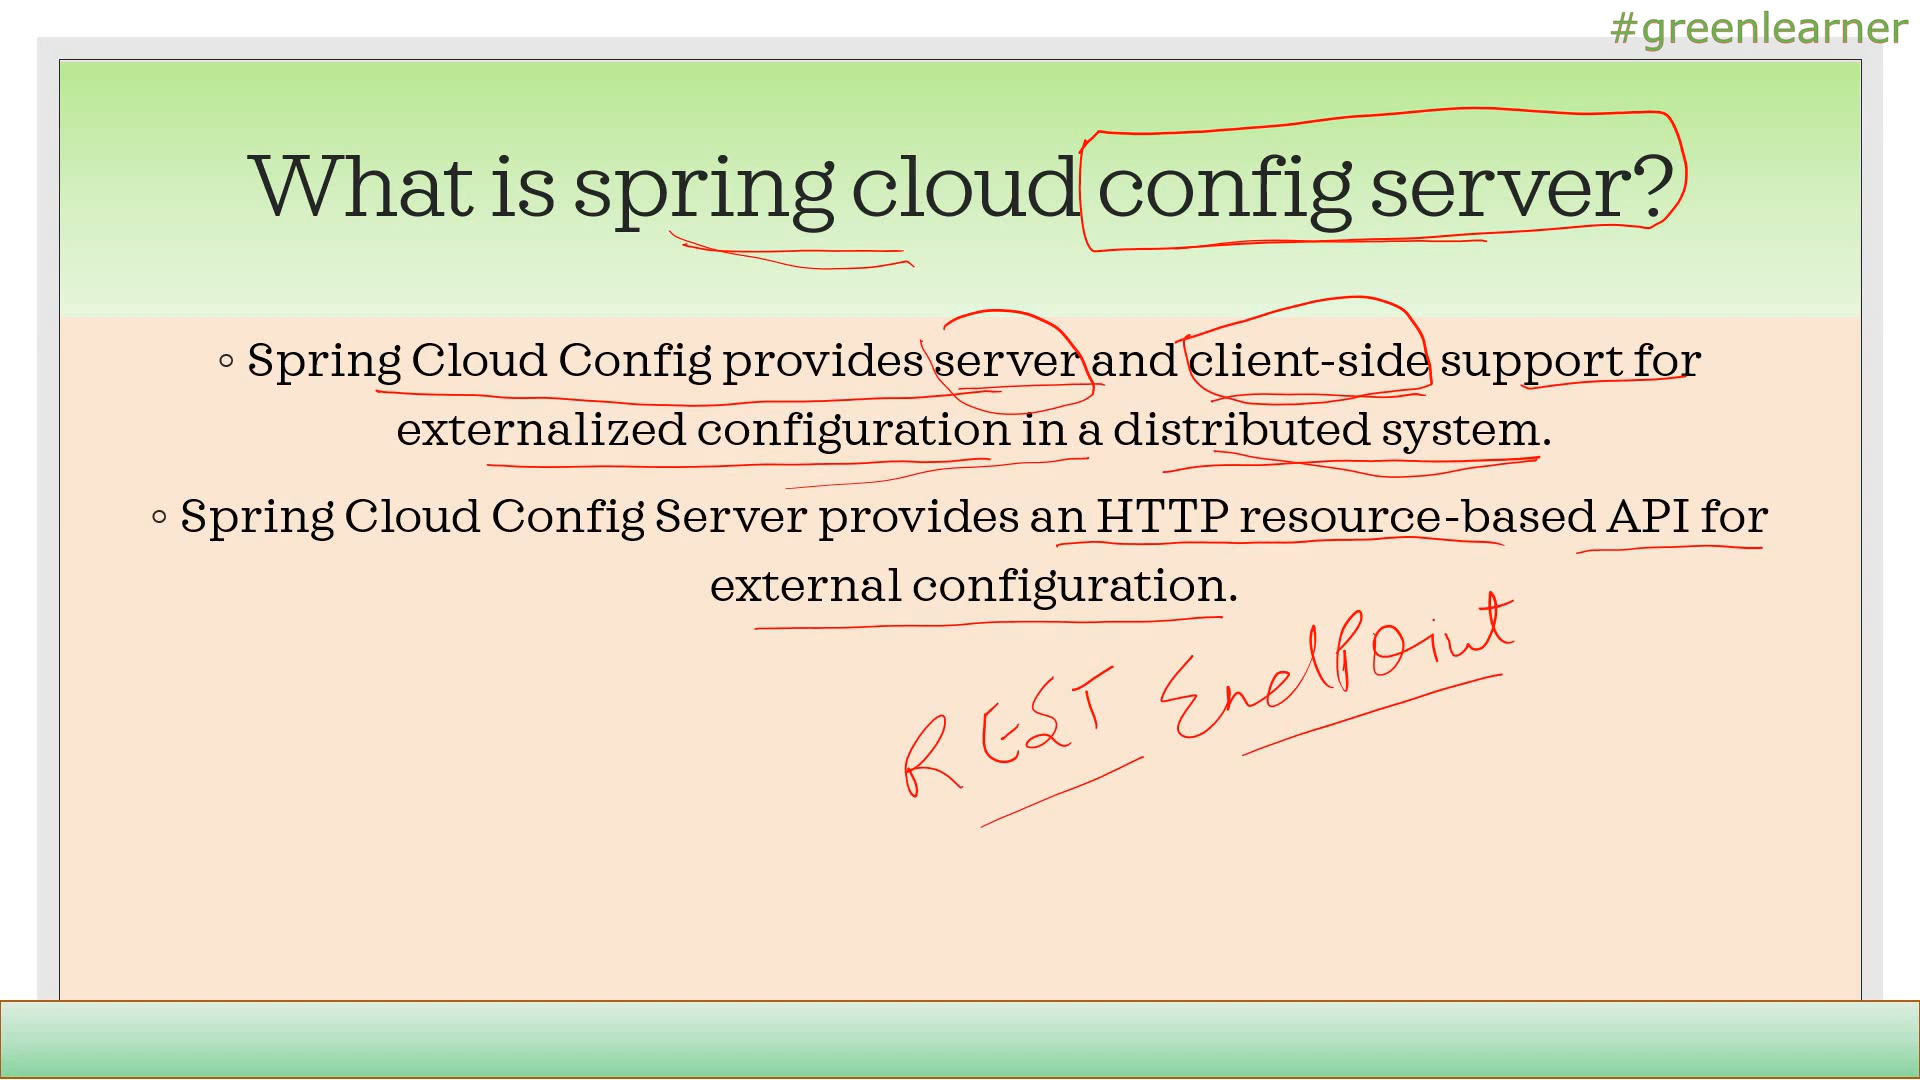 #greenlearner
What is spring cloud config server?
◦ Spring Cloud Config provides server and client-side support for
externalized configuration in a distributed system.
◦ Spring Cloud Config Server provides an HTTP resource-based API for
external configuration.
REST EndPoint